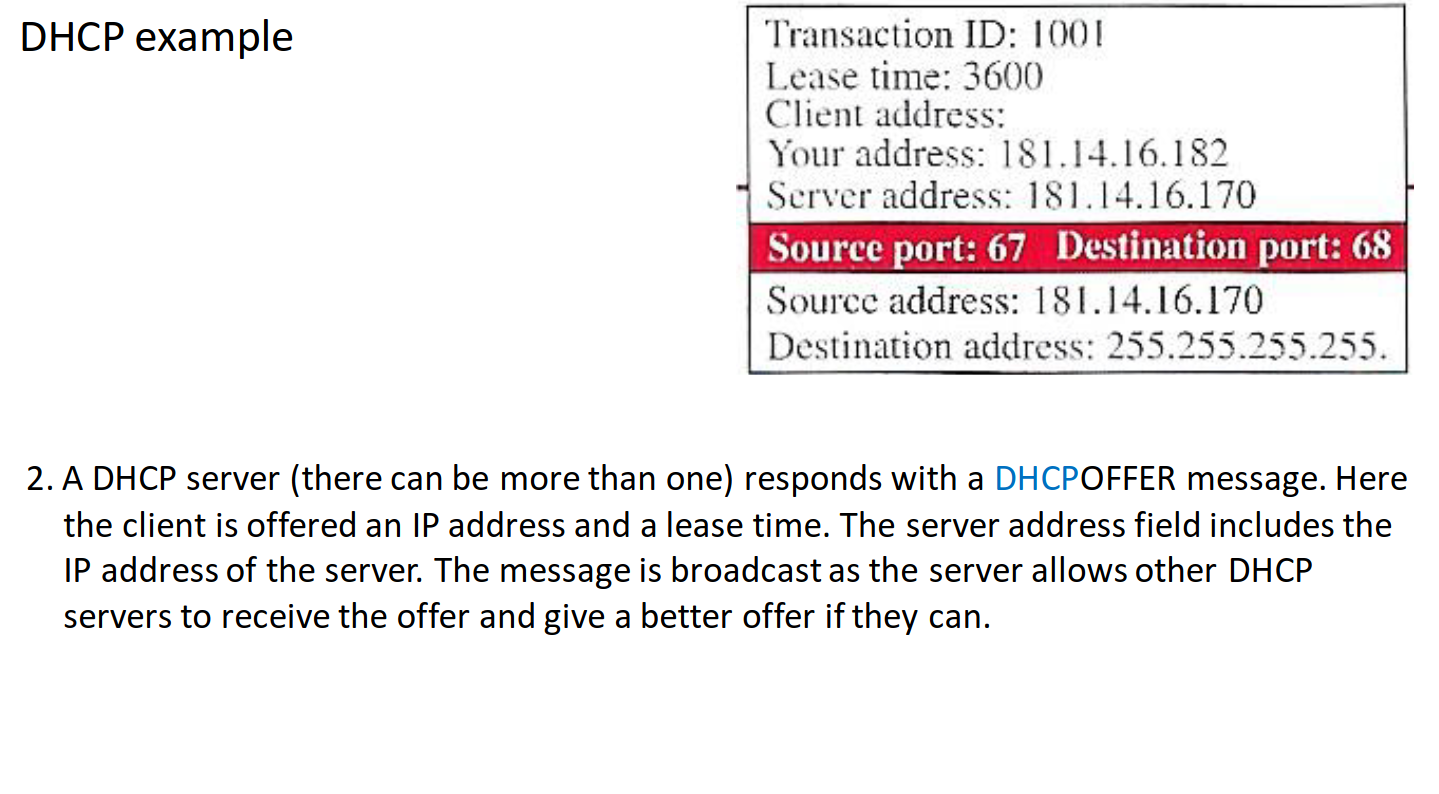 DHCP example
Transaction ID: 1001
Lease time: 3600
Client address:
Your address: 181.14.16.182
Server address: 181.14.16.170
Source port: 67 Destination port: 68
Source address: 181.14.16.170
Destination address: 255.255.255.255.
2. A DHCP server (there can be more than one) responds with a DHCPOFFER message. Here
the client is offered an IP address and a lease time. The server address field includes the
IP address of the server. The message is broadcast as the server allows other DHCP
servers to receive the offer and give a better offer if they can.